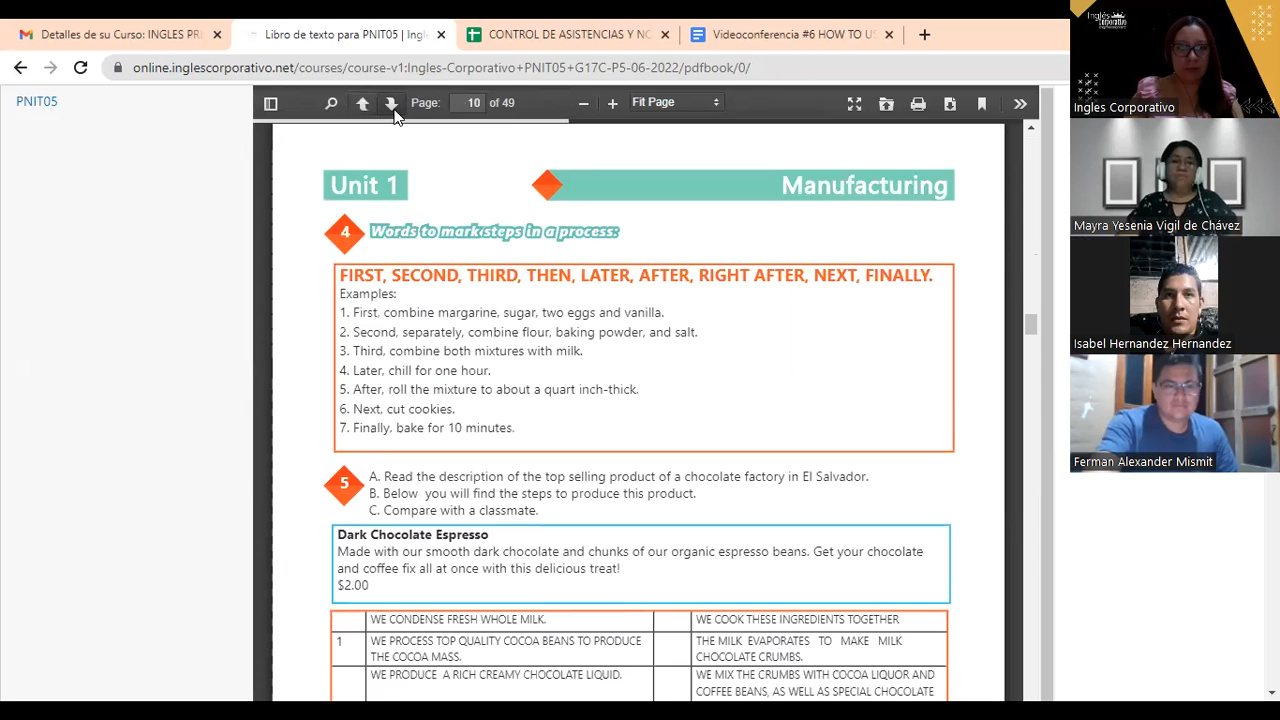 Detalles de su Curso: INGLES PRI
Libro de texto para PNIT05 | Ingl
CONTROL DE ASISTENCIAS Y NO
Videoconferencia #6 HOW TO US
online.inglescorporativo.net/courses/course-v1:Ingles-Corporativo+PNIT05+G17C-P5-06-2022/pdfbook/0/
PNIT05
Page: 10 of 49
Fit Page
Unit 1
Manufacturing
4
Words to mark steps in a process:
FIRST, SECOND, THIRD, THEN, LATER, AFTER, RIGHT AFTER, NEXT, FINALLY.
Examples:
1. First, combine margarine, sugar, two eggs and vanilla.
2. Second, separately, combine flour, baking powder, and salt.
3. Third, combine both mixtures with milk.
4. Later, chill for one hour.
5. After, roll the mixture to about a quart inch-thick.
6. Next, cut cookies.
7. Finally, bake for 10 minutes.
5
A. Read the description of the top selling product of a chocolate factory in El Salvador.
B. Below you will find the steps to produce this product.
C. Compare with a classmate.
Dark Chocolate Espresso
Made with our smooth dark chocolate and chunks of our organic espresso beans. Get your chocolate
and coffee fix all at once with this delicious treat!
$2.00
WE CONDENSE FRESH WHOLE MILK.
WE COOK THESE INGREDIENTS TOGETHER
1
WE PROCESS TOP QUALITY COCOA BEANS TO PRODUCE
THE COCOA MASS.
THE MILK EVAPORATES TO MAKE MILK
CHOCOLATE CRUMBS.
WE PRODUCE A RICH CREAMY CHOCOLATE LIQUID.
WE MIX THE CRUMBS WITH COCOA LIQUOR AND
COFFEE BEANS, AS WELL AS SPECIAL CHOCOLATE
Inglés
Corporativo
Ingles Corporativo
Mayra Yesenia Vigil de Chávez
Isabel Hernandez Hernandez
Ferman Alexander Mismit